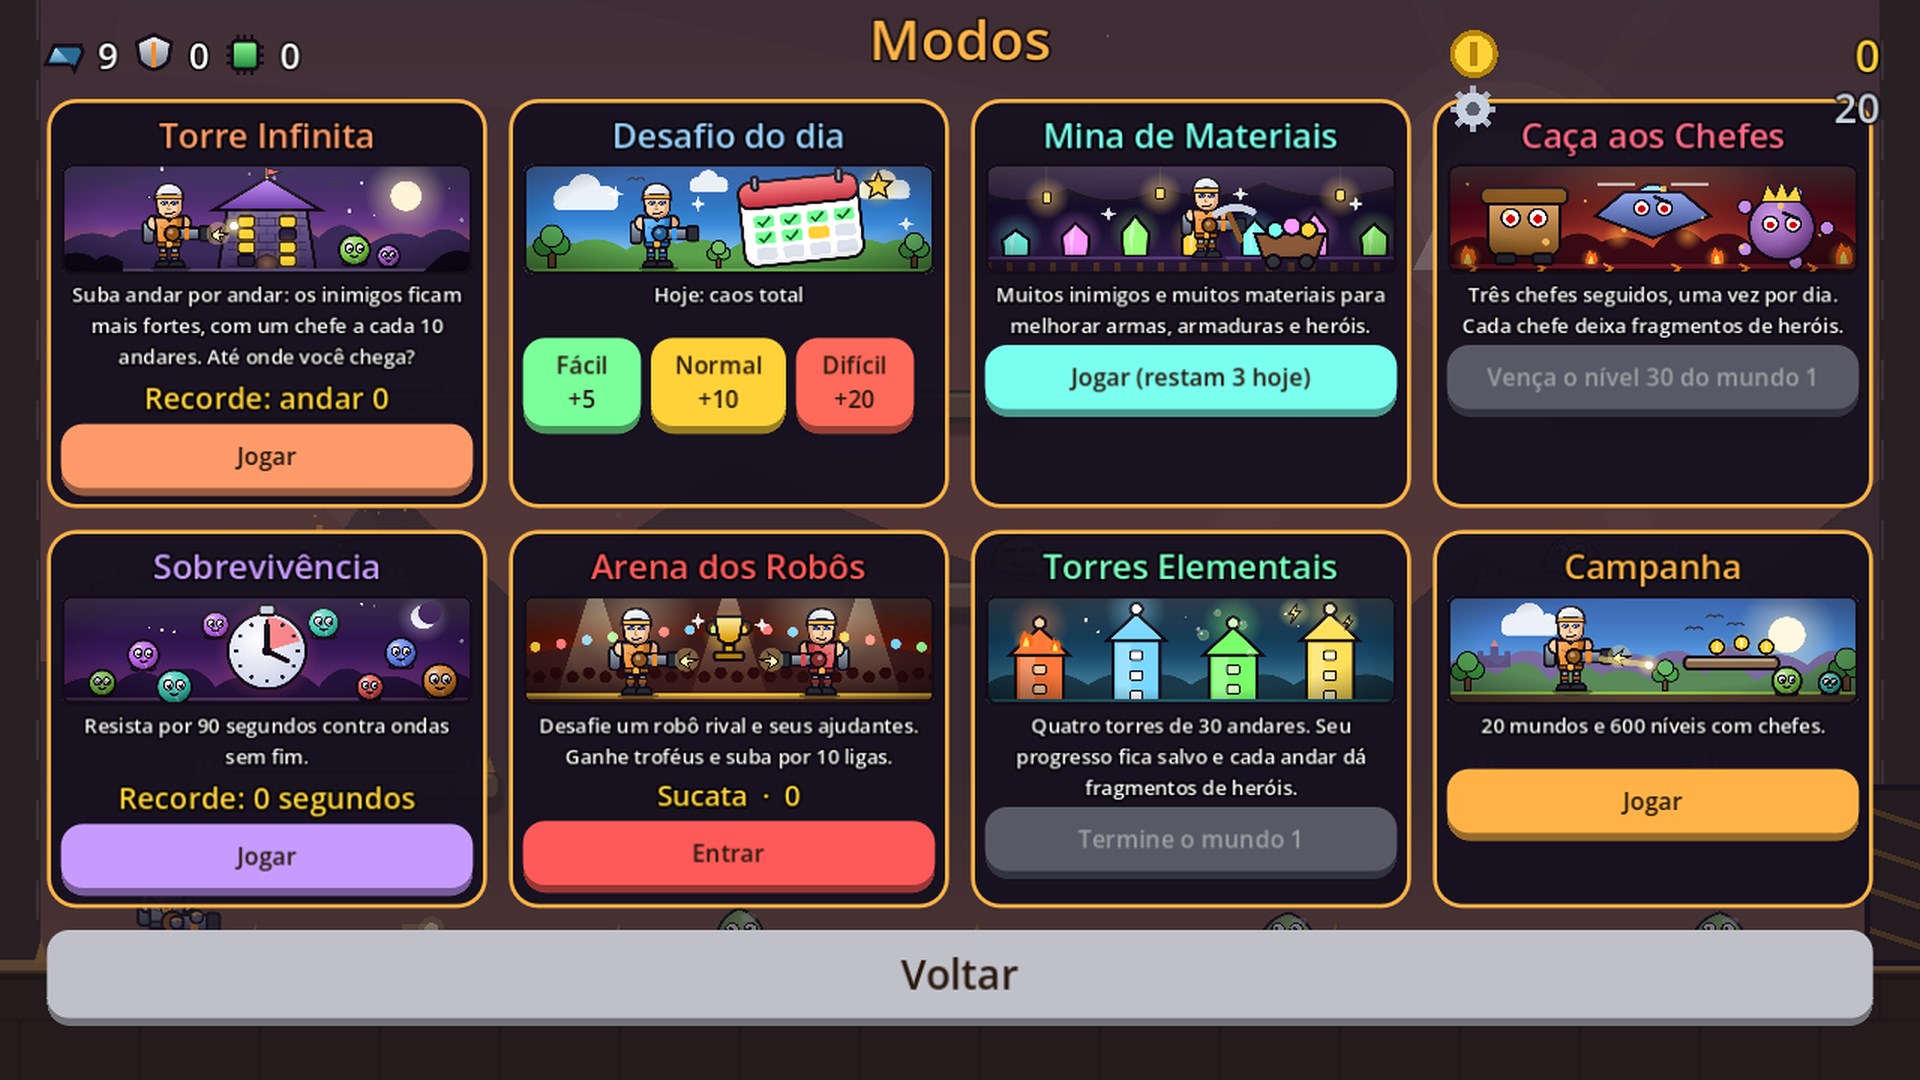 9 0 0
Modos
0
20
Torre Infinita
Suba andar por andar: os inimigos ficam
mais fortes, com um chefe a cada 10
andares. Até onde você chega?
Recorde: andar 0
Jogar
Desafio do dia
Hoje: caos total
Fácil
+5
Normal
+10
Difícil
+20
Mina de Materiais
Muitos inimigos e muitos materiais para
melhorar armas, armaduras e heróis.
Jogar (restam 3 hoje)
Caça aos Chefes
Três chefes seguidos, uma vez por dia.
Cada chefe deixa fragmentos de heróis.
Vença o nível 30 do mundo 1
Sobrevivência
Resista por 90 segundos contra ondas
sem fim.
Recorde: 0 segundos
Jogar
Arena dos Robôs
Desafie um robô rival e seus ajudantes.
Ganhe troféus e suba por 10 ligas.
Sucata · 0
Entrar
Torres Elementais
Quatro torres de 30 andares. Seu
progresso fica salvo e cada andar dá
fragmentos de heróis.
Termine o mundo 1
Campanha
20 mundos e 600 níveis com chefes.
Jogar
Voltar